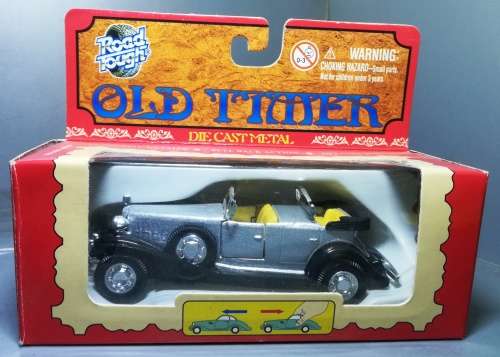 Road
Tough
0-3
WARNING:
CHOKING HAZARD—Small parts.
Not for children under 3 years.
OLD TIMER
DIE CAST METAL